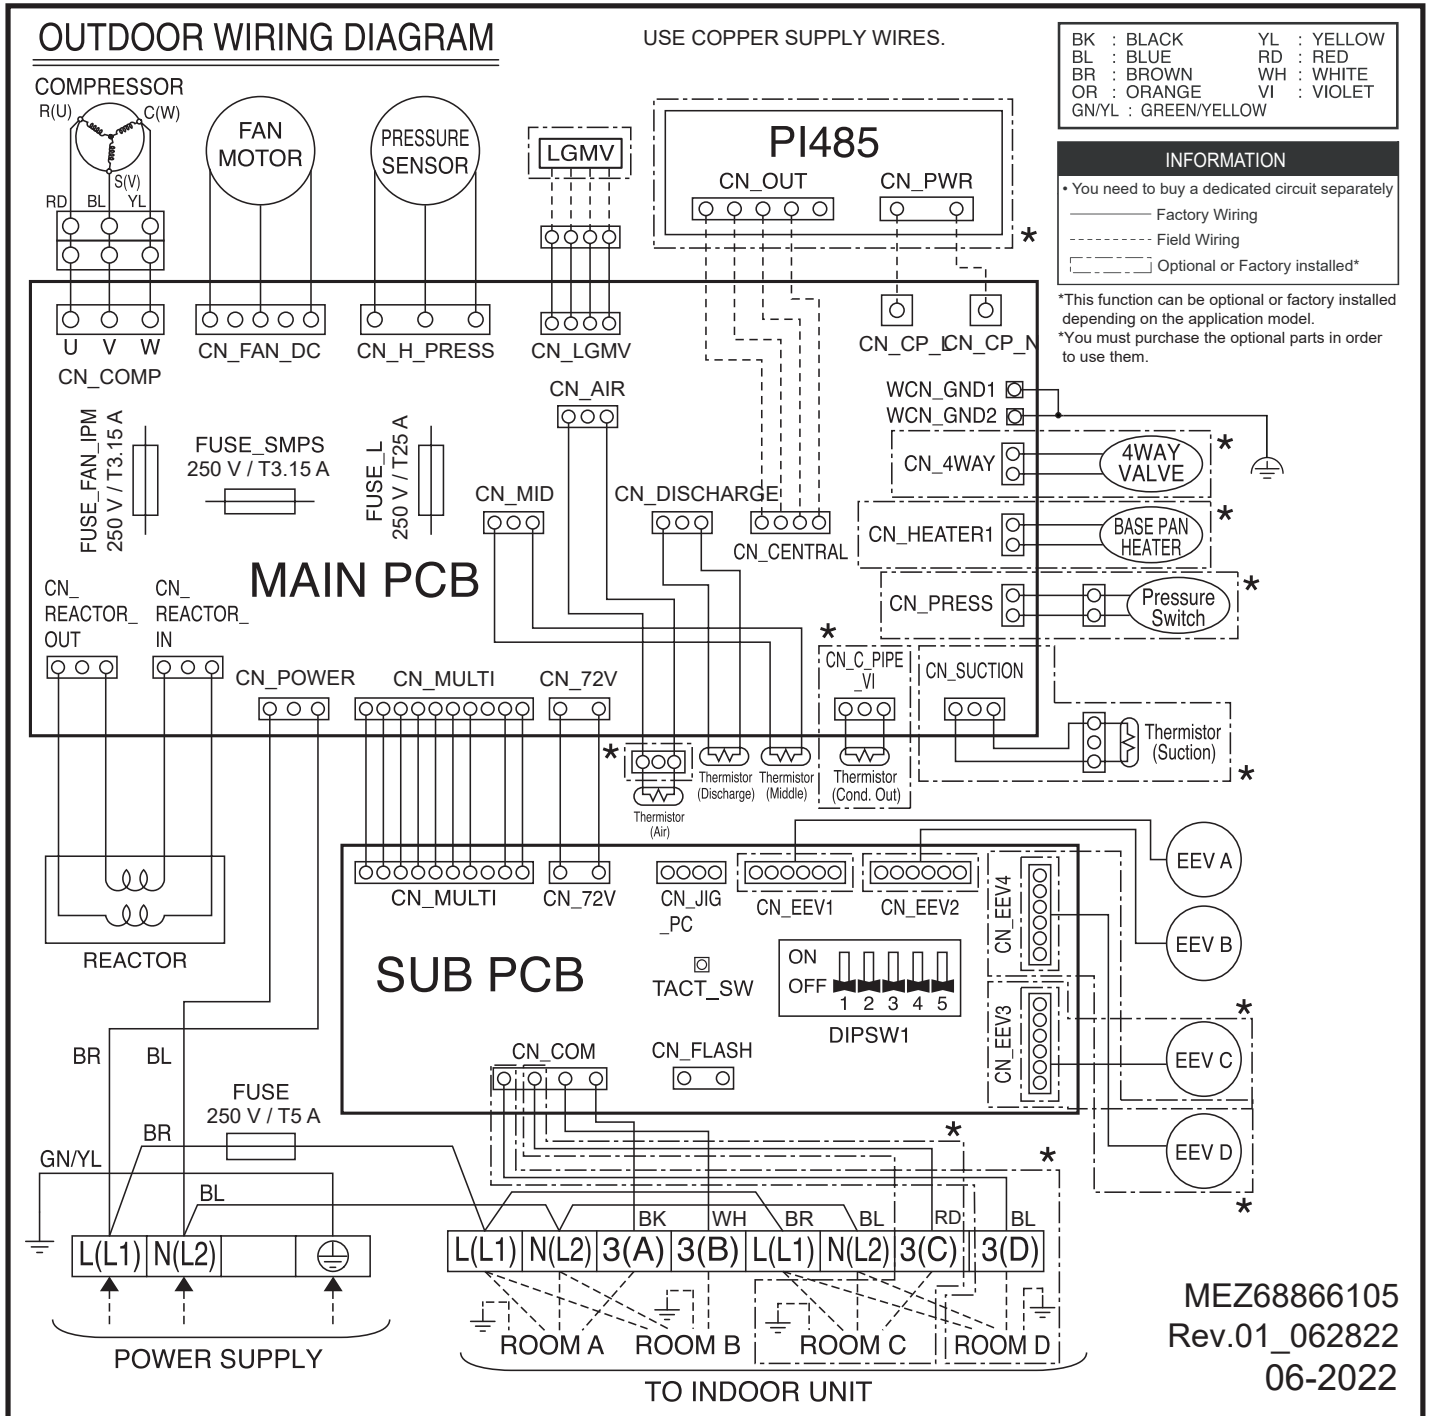 OUTDOOR WIRING DIAGRAM
USE COPPER SUPPLY WIRES.
BK : BLACK YL : YELLOW
BL : BLUE RD : RED
BR : BROWN WH : WHITE
OR : ORANGE VI : VIOLET
GN/YL : GREEN/YELLOW
INFORMATION
• You need to buy a dedicated circuit separately
Factory Wiring
Field Wiring
Optional or Factory installed*
*This function can be optional or factory installed
depending on the application model.
*You must purchase the optional parts in order
to use them.
COMPRESSOR
R(U) C(W)
S(V)
RD BL YL
FAN
MOTOR
PRESSURE
SENSOR
LGMV
PI485
CN_OUT CN_PWR
*
U V W
CN_COMP
CN_FAN_DC
CN_H_PRESS
CN_LGMV
CN_CP_L
CN_CP_N
CN_AIR
WCN_GND1
WCN_GND2
FUSE_FAN_IPM
250 V / T3.15 A
FUSE_SMPS
250 V / T3.15 A
FUSE_L
250 V / T25 A
CN_4WAY
4WAY
VALVE
*
CN_MID
CN_DISCHARGE
CN_CENTRAL
CN_HEATER1
BASE PAN
HEATER
*
MAIN PCB
CN_PRESS
Pressure
Switch
*
CN_
REACTOR_
OUT
CN_
REACTOR_
IN
CN_POWER
CN_MULTI
CN_72V
*
CN_C_PIPE
_VI
CN_SUCTION
Thermistor
(Suction)
*
*
Thermistor
(Discharge)
Thermistor
(Middle)
Thermistor
(Cond. Out)
Thermistor
(Air)
REACTOR
CN_MULTI
CN_72V
CN_JIG
_PC
CN_EEV1
CN_EEV2
CN_EEV4
CN_EEV3
EEV A
EEV B
*
EEV C
EEV D
*
SUB PCB
TACT_SW
ON
OFF
1 2 3 4 5
DIPSW1
CN_COM
CN_FLASH
BR BL
FUSE
250 V / T5 A
BR
GN/YL
BL
*
*
BK WH BR BL RD BL
L(L1) N(L2)
L(L1) N(L2) 3(A) 3(B) L(L1) N(L2) 3(C) 3(D)
ROOM A ROOM B ROOM C ROOM D
POWER SUPPLY
TO INDOOR UNIT
MEZ68866105
Rev.01_062822
06-2022